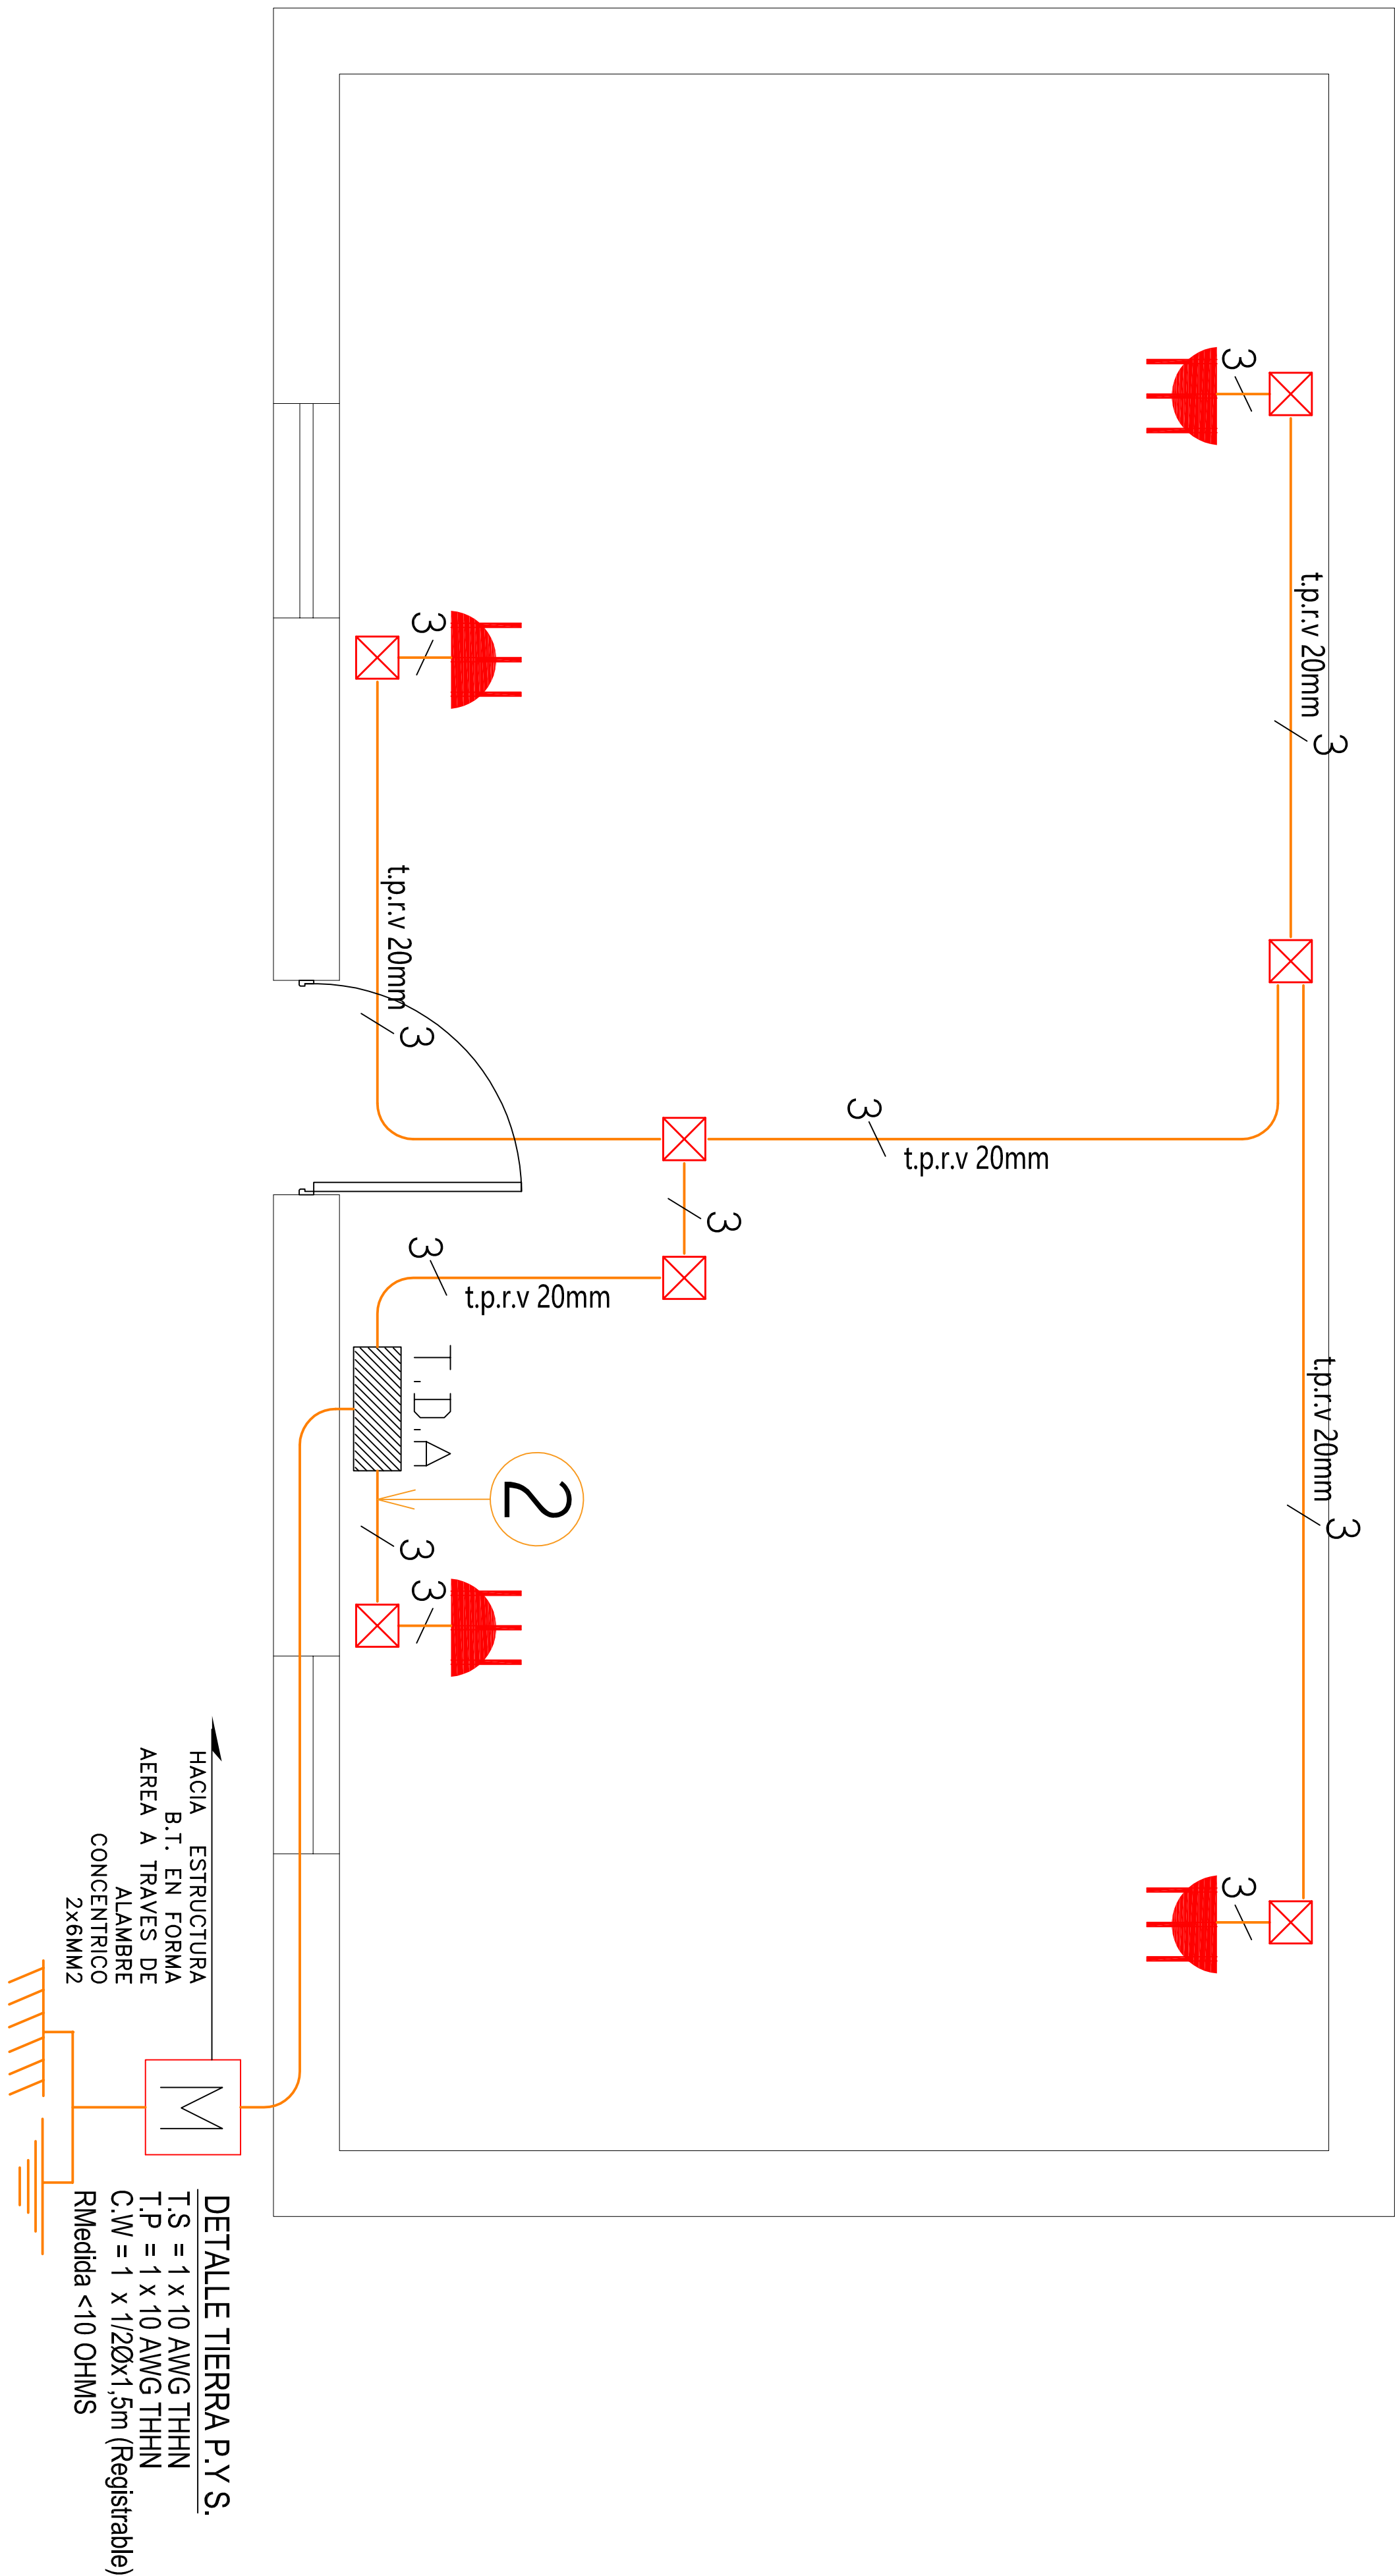 3
t.p.r.v 20mm
3
3
t.p.r.v 20mm
3
3
t.p.r.v 20mm
3
3
t.p.r.v 20mm
t.p.r.v 20mm
3
T.D.A
2
3
3
3
HACIA ESTRUCTURA
B.T. EN FORMA
AEREA A TRAVES DE
ALAMBRE
CONCENTRICO
2x6MM2
M
DETALLE TIERRA P.Y S.
T.S = 1 x 10 AWG THHN
T.P = 1 x 10 AWG THHN
C.W = 1 x 1/2Øx1,5m (Registrable)
RMedida <10 OHMS